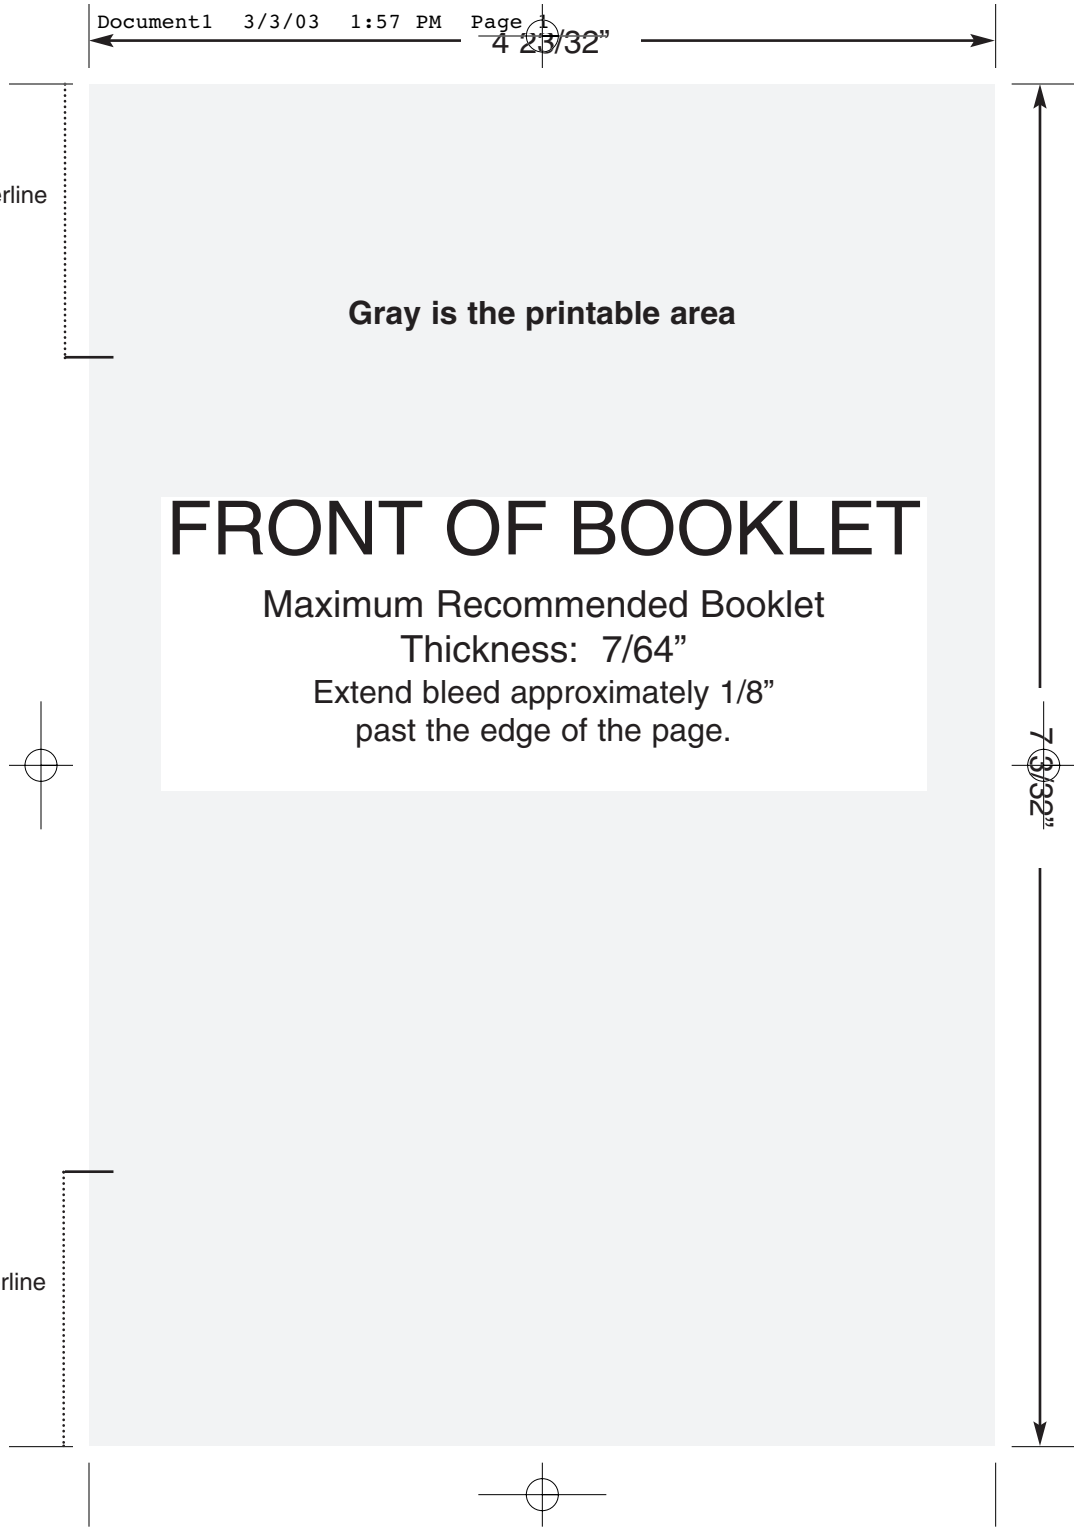 Document1 3/3/03 1:57 PM Page 1
4 23/32”
erline
Gray is the printable area
FRONT OF BOOKLET
Maximum Recommended Booklet
Thickness: 7/64”
Extend bleed approximately 1/8”
past the edge of the page.
7 3/32”
rline